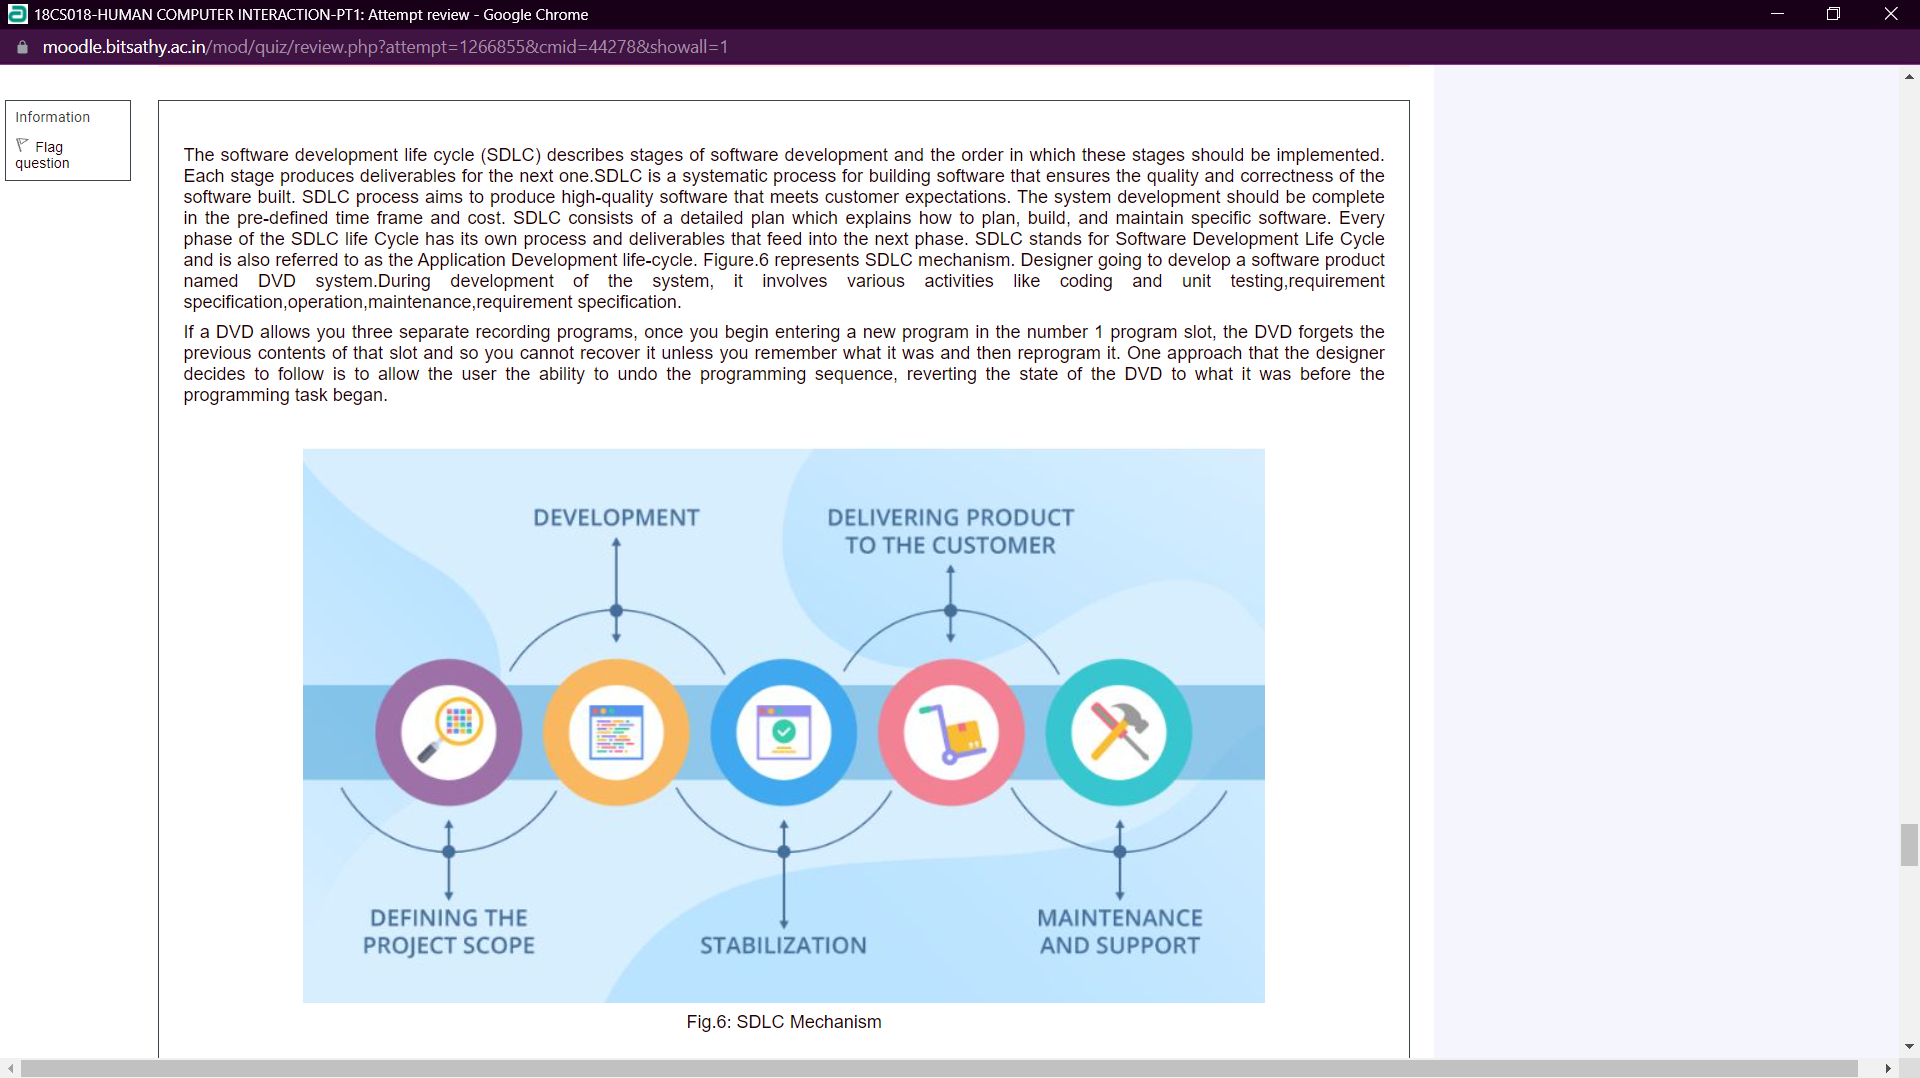 18CS018-HUMAN COMPUTER INTERACTION-PT1: Attempt review - Google Chrome
moodle.bitsathy.ac.in/mod/quiz/review.php?attempt=1266855&cmid=44278&showall=1
Information
Flag
question
The software development life cycle (SDLC) describes stages of software development and the order in which these stages should be implemented.
Each stage produces deliverables for the next one.SDLC is a systematic process for building software that ensures the quality and correctness of the
software built. SDLC process aims to produce high-quality software that meets customer expectations. The system development should be complete
in the pre-defined time frame and cost. SDLC consists of a detailed plan which explains how to plan, build, and maintain specific software. Every
phase of the SDLC life Cycle has its own process and deliverables that feed into the next phase. SDLC stands for Software Development Life Cycle
and is also referred to as the Application Development life-cycle. Figure.6 represents SDLC mechanism. Designer going to develop a software product
named DVD system.During development of the system, it involves various activities like coding and unit testing,requirement
specification,operation,maintenance,requirement specification.
If a DVD allows you three separate recording programs, once you begin entering a new program in the number 1 program slot, the DVD forgets the
previous contents of that slot and so you cannot recover it unless you remember what it was and then reprogram it. One approach that the designer
decides to follow is to allow the user the ability to undo the programming sequence, reverting the state of the DVD to what it was before the
programming task began.
DEVELOPMENT
DELIVERING PRODUCT
TO THE CUSTOMER
DEFINING THE
PROJECT SCOPE
STABILIZATION
MAINTENANCE
AND SUPPORT
Fig.6: SDLC Mechanism